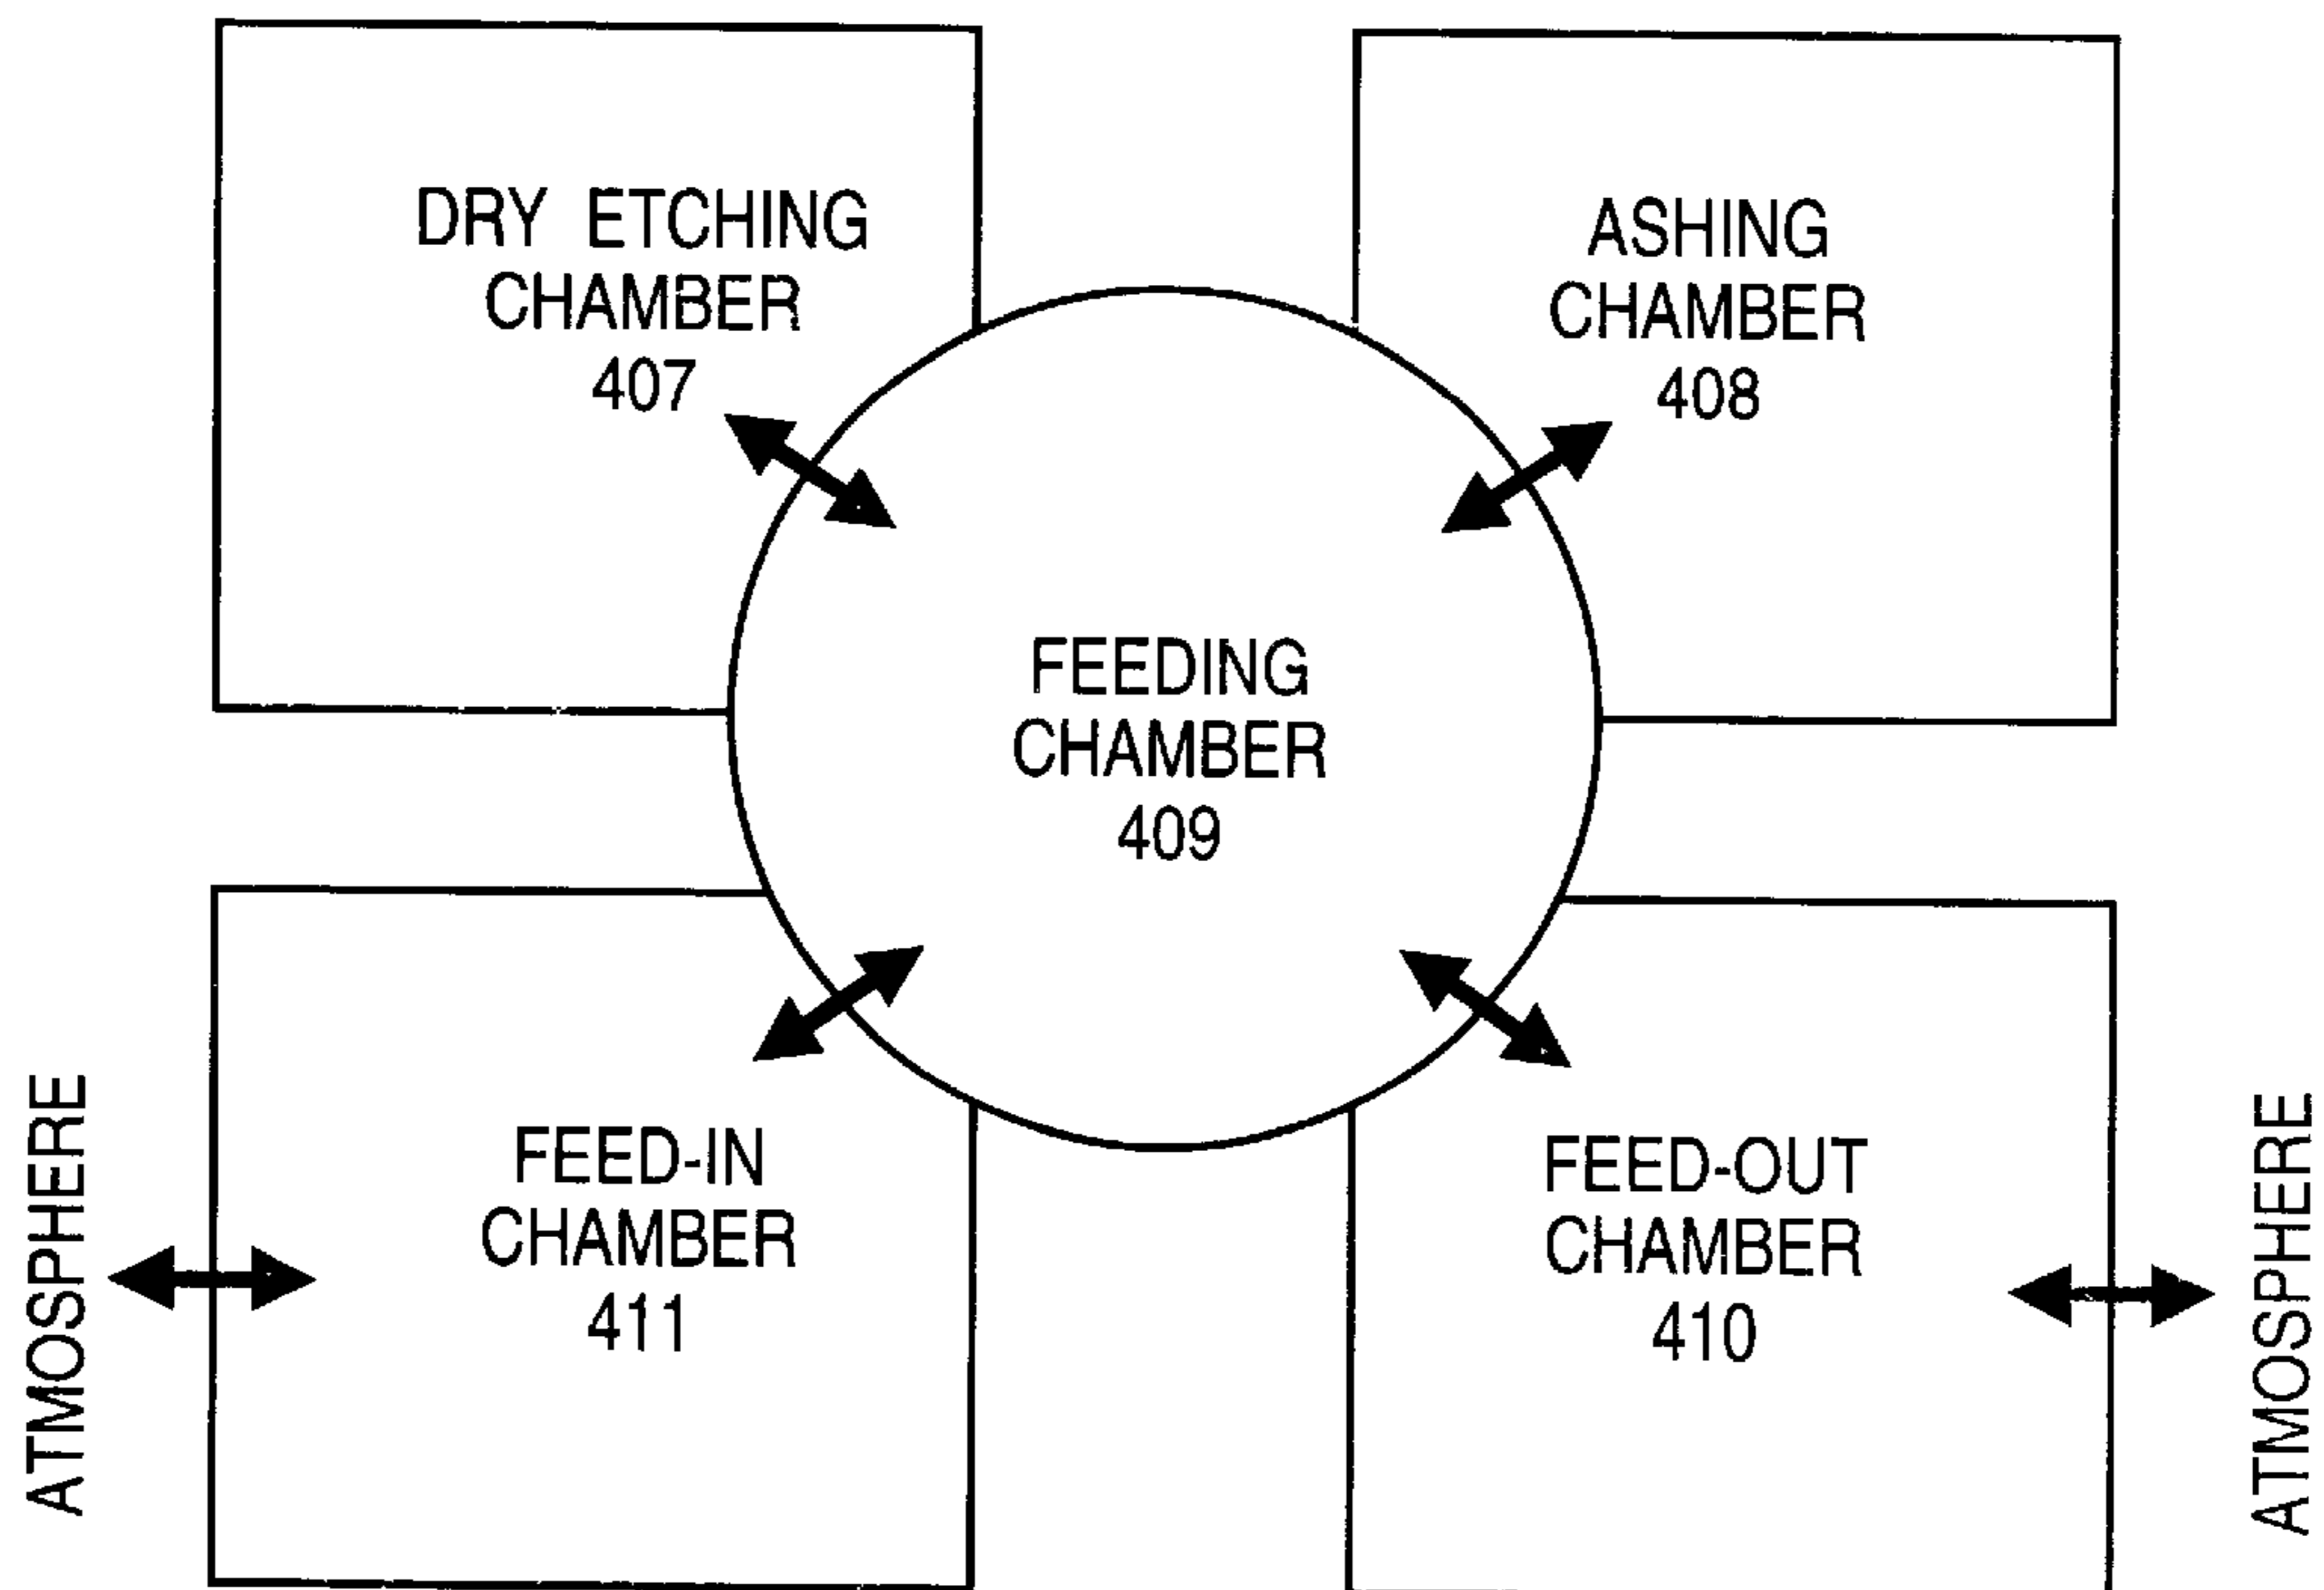 DRY ETCHING
CHAMBER
407
ASHING
CHAMBER
408
FEEDING
CHAMBER
409
ATMOSPHERE
FEED-IN
CHAMBER
411
FEED-OUT
CHAMBER
410
ATMOSPHERE